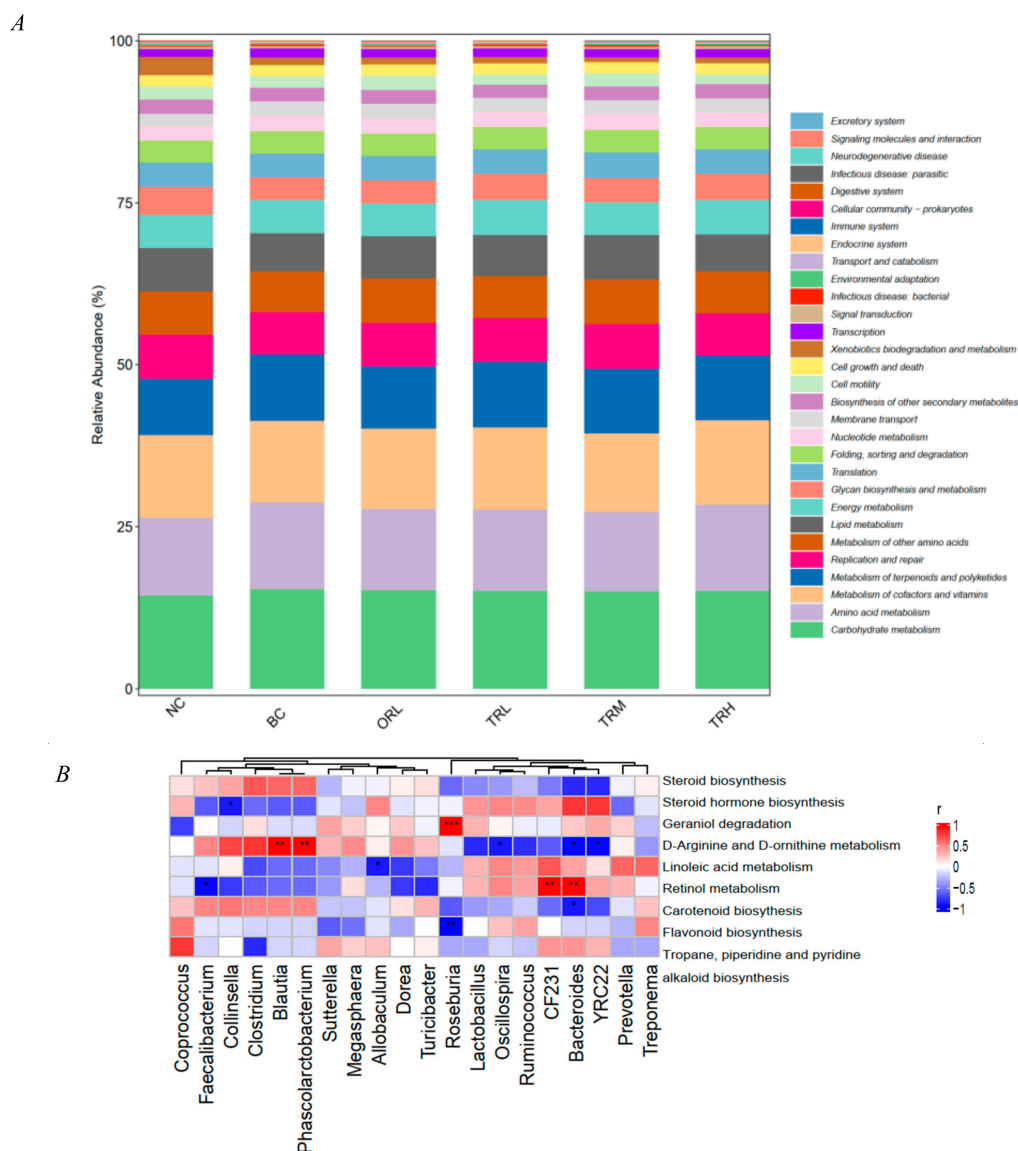 A
Relative Abundance (%)
100
75
50
25
0
NC
BC
ORL
TRL
TRM
TRH
Excretory system
Signaling molecules and interaction
Neurodegenerative disease
Infectious disease: parasitic
Digestive system
Cellular community − prokaryotes
Immune system
Endocrine system
Transport and catabolism
Environmental adaptation
Infectious disease: bacterial
Signal transduction
Transcription
Xenobiotics biodegradation and metabolism
Cell growth and death
Cell motility
Biosynthesis of other secondary metabolites
Membrane transport
Nucleotide metabolism
Folding, sorting and degradation
Translation
Glycan biosynthesis and metabolism
Energy metabolism
Lipid metabolism
Metabolism of other amino acids
Replication and repair
Metabolism of terpenoids and polyketides
Metabolism of cofactors and vitamins
Amino acid metabolism
Carbohydrate metabolism
B
Steroid biosynthesis
* Steroid hormone biosynthesis
*** Geraniol degradation
** ** * * * D-Arginine and D-ornithine metabolism
* Linoleic acid metabolism
* ** ** Retinol metabolism
* Carotenoid biosythesis
** Flavonoid biosynthesis
Tropane, piperidine and pyridine
alkaloid biosynthesis
Coprococcus
Faecalibacterium
Collinsella
Clostridium
Blautia
Phascolarctobacterium
Sutterella
Megasphaera
Allobaculum
Dorea
Turicibacter
Roseburia
Lactobacillus
Oscillospira
Ruminococcus
CF231
Bacteroides
YRC22
Prevotella
Treponema
r
1
0.5
0
−0.5
−1